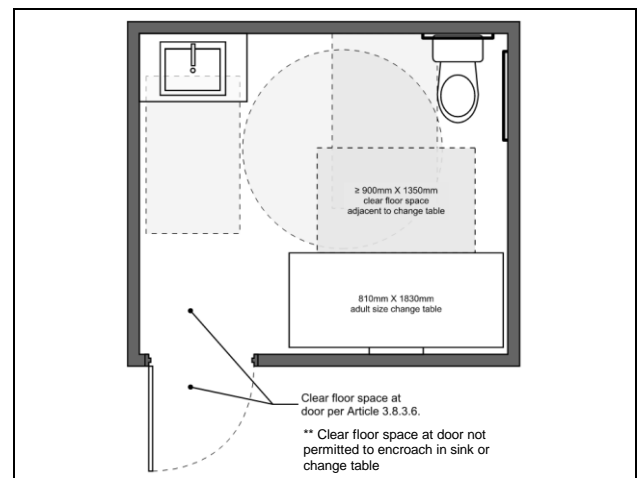 ≥ 900mm X 1350mm
clear floor space
adjacent to change table
810mm X 1830mm
adult size change table
Clear floor space at
door per Article 3.8.3.6.
** Clear floor space at door not
permitted to encroach in sink or
change table